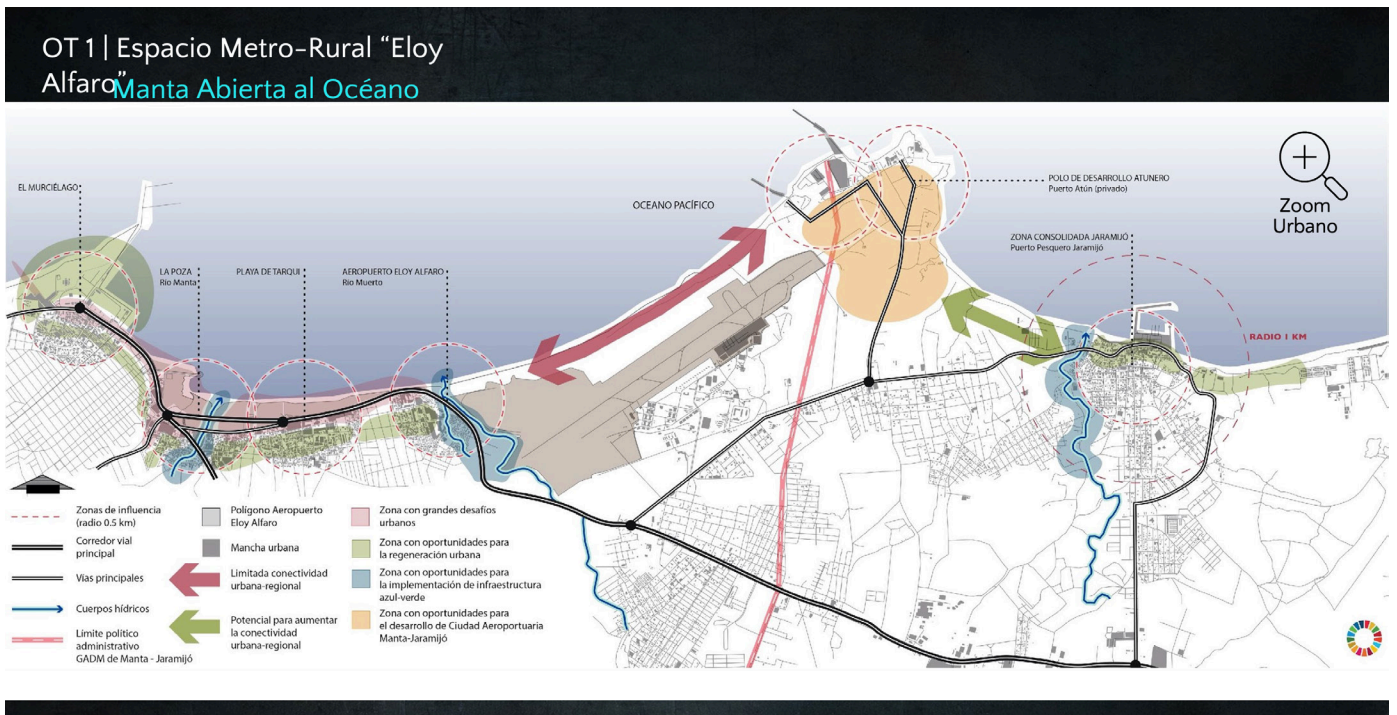 OT 1 | Espacio Metro-Rural “Eloy
Alfaro”
Manta Abierta al Océano
EL MURCIÉLAGO
LA POZA
Río Manta
PLAYA DE TARQUI
AEROPUERTO ELOY ALFARO
Río Muerto
OCEANO PACÍFICO
POLO DE DESARROLLO ATUNERO
Puerto Atún (privado)
ZONA CONSOLIDADA JARAMIJÓ
Puerto Pesquero Jaramijó
Zoom
Urbano
RADIO 1 KM
Zonas de influencia
(radio 0.5 km)
Corredor vial
principal
Vías principales
Cuerpos hídricos
Límite político
administrativo
GADM de Manta - Jaramijó
Polígono Aeropuerto
Eloy Alfaro
Mancha urbana
Limitada conectividad
urbana-regional
Potencial para aumentar
la conectividad
urbana-regional
Zona con grandes desafíos
urbanos
Zona con oportunidades para
la regeneración urbana
Zona con oportunidades para
la implementación de infraestructura
azul-verde
Zona con oportunidades para
el desarrollo de Ciudad Aeroportuaria
Manta-Jaramijó